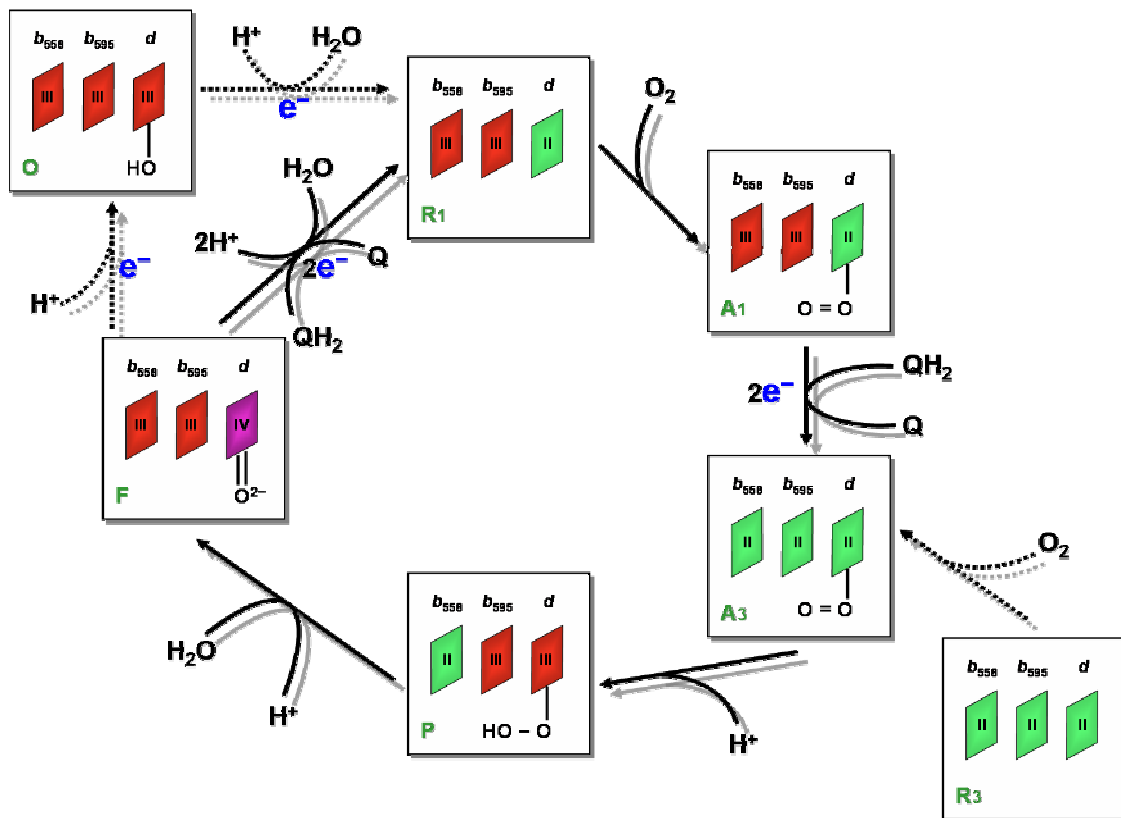 b558 b595 d
III III III
HO
O
H+ H2O
e−
b558 b595 d
III III II
R1
O2
b558 b595 d
III III II
O = O
A1
H2O
2H+
2e−
Q
QH2
H+
e−
b558 b595 d
III III IV
O2−
F
2e−
QH2
Q
b558 b595 d
II II II
O = O
A3
O2
b558 b595 d
II II II
R3
H+
b558 b595 d
II III III
HO – O
P
H2O
H+